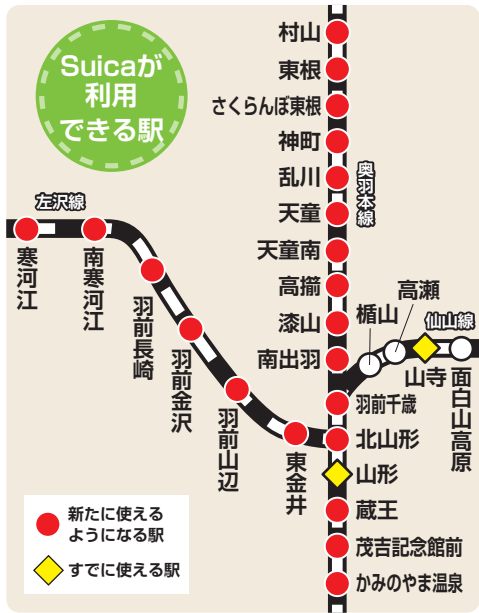 Suicaが
利用
できる駅
村山
東根
さくらんぼ東根
神町
乱川
奥羽本線
天童
天童南
高擶
漆山
南出羽
左沢線
寒河江
南寒河江
羽前長崎
羽前金沢
羽前山辺
東金井
楯山
高瀬
仙山線
山寺
面白山高原
羽前千歳
北山形
山形
蔵王
茂吉記念館前
かみのやま温泉
新たに使える
ようになる駅
すでに使える駅